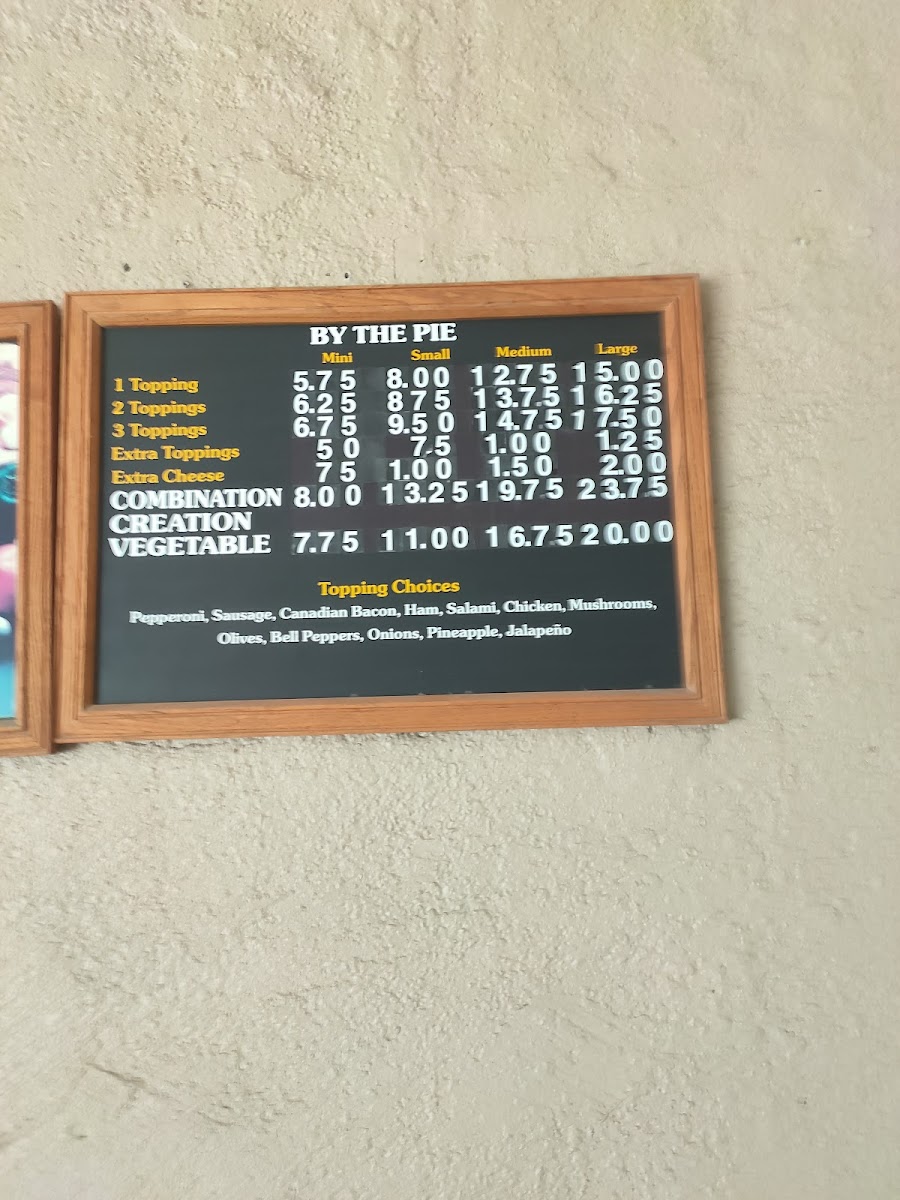 BY THE PIE
Mini Small Medium Large
1 Topping 5.75 8.00 12.75 15.00
2 Toppings 6.25 875 13.75 16.25
3 Toppings 6.75 9.50 14.75 17.50
Extra Toppings 50 7.5 1.00 1.25
Extra Cheese 75 1.00 1.50 2.00
COMBINATION 8.00 13.25 19.75 23.75
CREATION
VEGETABLE 7.75 11.00 16.75 20.00
Topping Choices
Pepperoni, Sausage, Canadian Bacon, Ham, Salami, Chicken, Mushrooms,
Olives, Bell Peppers, Onions, Pineapple, Jalapeño